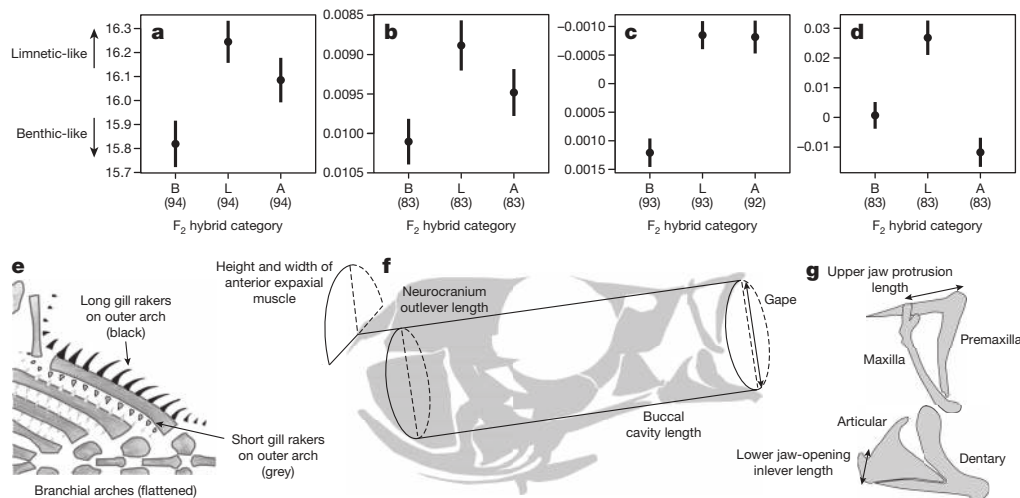 Limnetic-like
Benthic-like
a
16.3
16.2
16.1
16.0
15.9
15.8
15.7
B
L
A
(94)
(94)
(94)
F2 hybrid category
b
0.0085
0.0090
0.0095
0.0100
0.0105
B
L
A
(83)
(83)
(83)
F2 hybrid category
c
−0.0010
−0.0005
0
0.0005
0.0010
0.0015
B
L
A
(93)
(93)
(92)
F2 hybrid category
d
0.03
0.02
0.01
0
−0.01
B
L
A
(83)
(83)
(83)
F2 hybrid category
e
Long gill rakers
on outer arch
(black)
Short gill rakers
on outer arch
(grey)
Branchial arches (flattened)
f
Height and width of
anterior expaxial
muscle
Neurocranium
outlever length
Gape
Buccal
cavity length
g
Upper jaw protrusion
length
Maxilla
Premaxilla
Articular
Lower jaw-opening
inlever length
Dentary